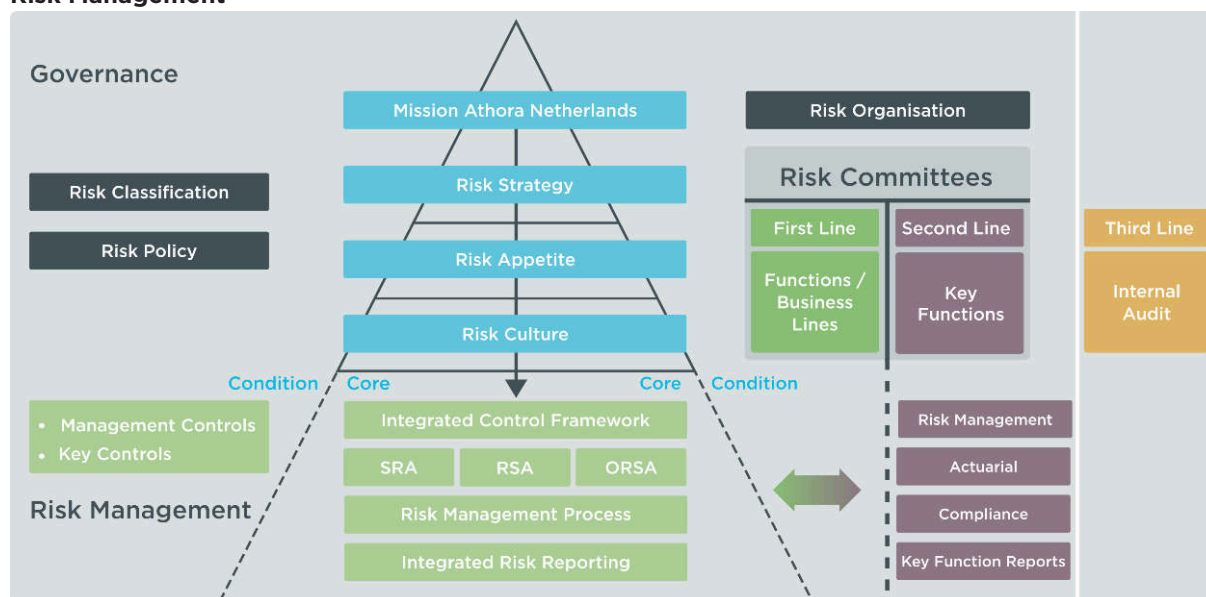 Risk Management
Governance
Mission Athora Netherlands
Risk Organisation
Risk Classification
Risk Strategy
Risk Committees
Risk Policy
First Line
Second Line
Third Line
Risk Appetite
Functions /
Business
Lines
Key
Functions
Internal
Audit
Risk Culture
Condition
Core
Core
Condition
• Management Controls
• Key Controls
Integrated Control Framework
Risk Management
SRA
RSA
ORSA
Actuarial
Risk Management
Risk Management Process
Compliance
Integrated Risk Reporting
Key Function Reports